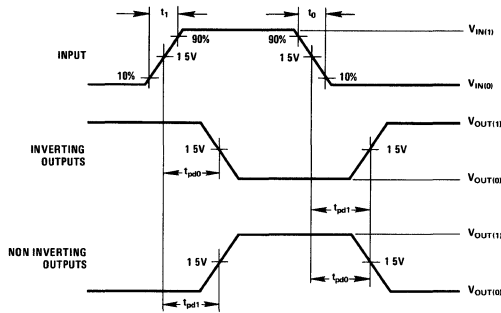 t1 t0
VIN(1)
90% 90%
INPUT 1 5V 1 5V
10% 10%
VIN(0)
VOUT(1)
INVERTING
OUTPUTS
1 5V 1 5V
tpd0
VOUT(0)
tpd1
VOUT(1)
NON INVERTING
OUTPUTS
1 5V 1 5V
tpd0
VOUT(0)
tpd1